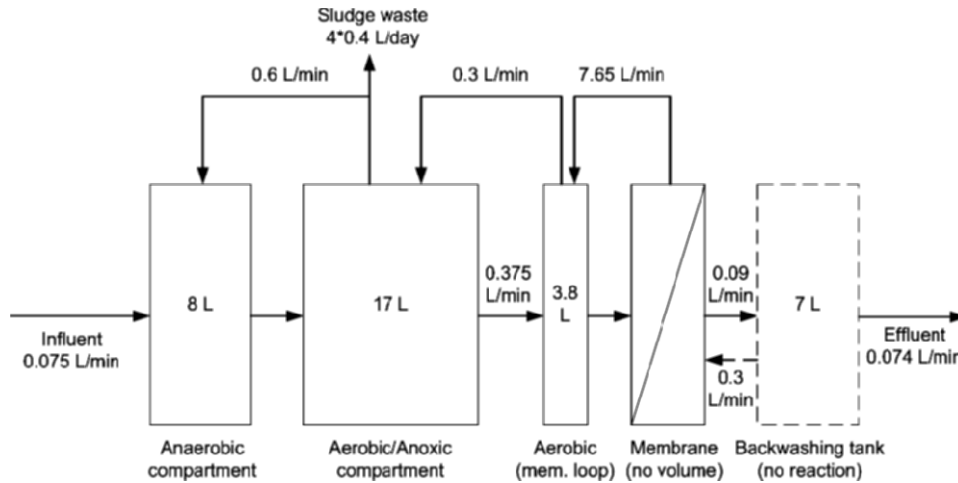 Sludge waste
4*0.4 L/day
0.6 L/min
0.3 L/min
7.65 L/min
8 L
17 L
0.375
L/min
3.8
L
0.09
L/min
7 L
0.3
L/min
Influent
0.075 L/min
Effluent
0.074 L/min
Anaerobic
compartment
Aerobic/Anoxic
compartment
Aerobic
(mem. loop)
Membrane
(no volume)
Backwashing tank
(no reaction)